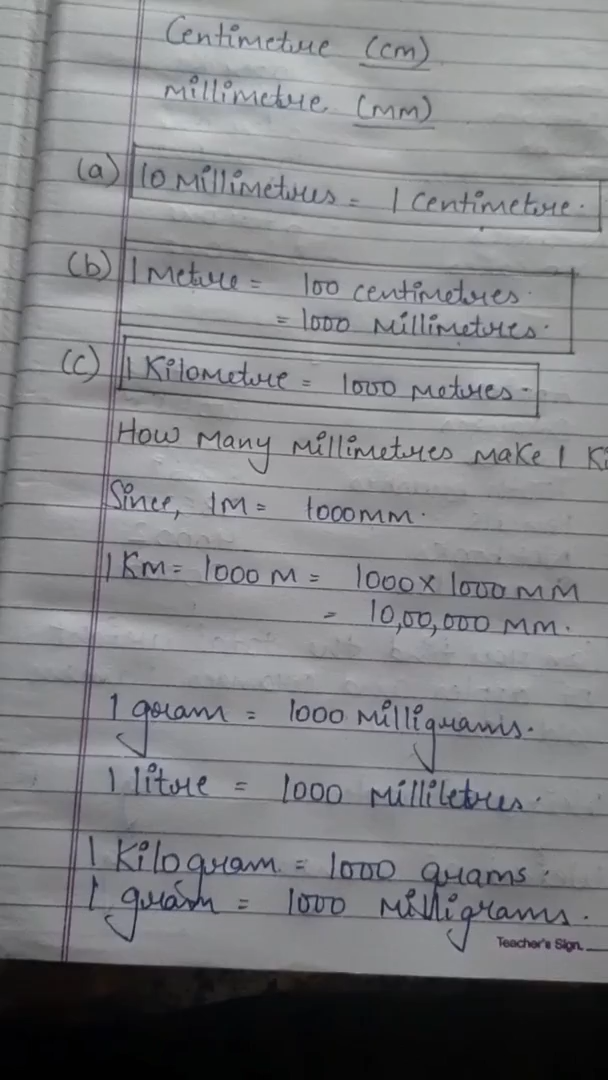 Centimetre (cm)
Millimetre (MM)
(a) 10 Millimetres = 1 Centimetre.
(b) 1 Metre = 100 centimetres.
= 1000 Millimetres.
(c) 1 Kilometre = 1000 Metres.
How Many Millimetres Make 1 Ki
Since, 1M = 1000MM.
1 KM = 1000 M = 1000 x 1000 MM
= 10,00,000 MM.
1 gram = 1000 Milligrams.
1 litre = 1000 Milliletres.
1 Kilogram = 1000 grams.
1 gram = 1000 Milligrams.
Teacher's Sign.